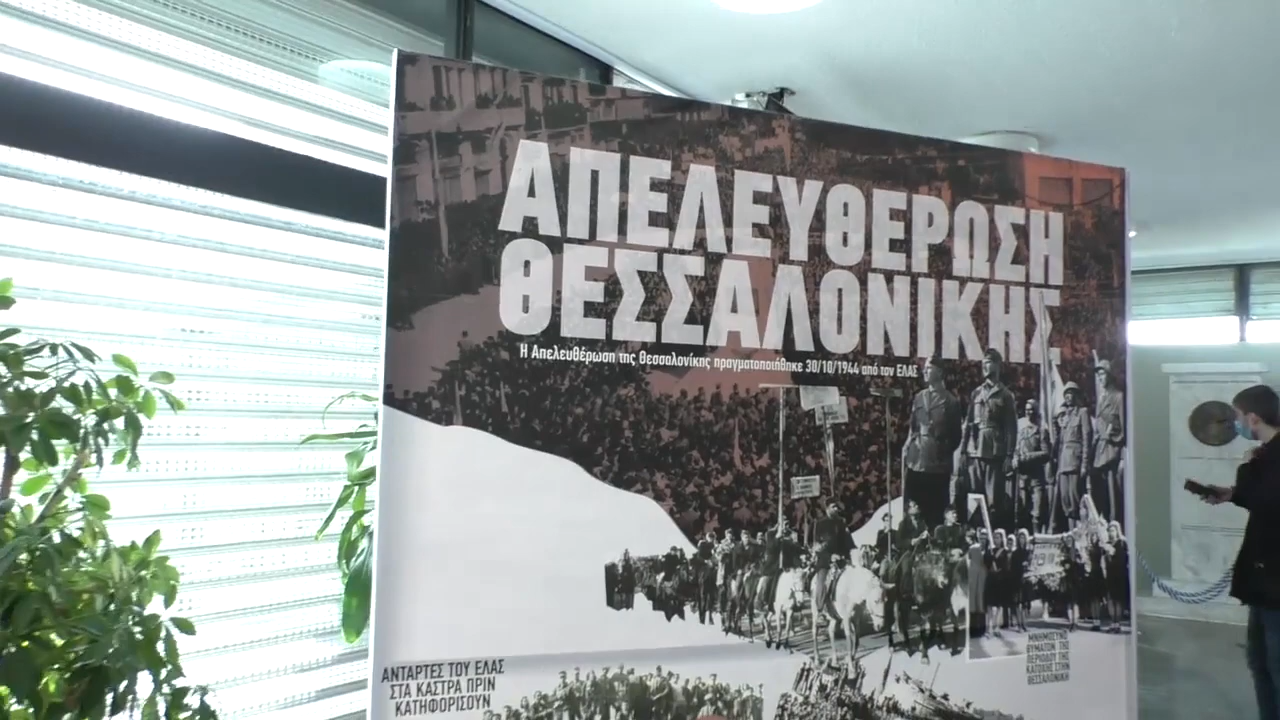 ΑΠΕΛΕΥΘΕΡΩΣΗ
ΘΕΣΣΑΛΟΝΙΚΗΣ
Η Απελευθέρωση της Θεσσαλονίκης πραγματοποιήθηκε 30/10/1944 από τον ΕΛΑΣ
ΜΝΗΜΟΣΥΝΟ
ΘΥΜΑΤΩΝ ΤΗΣ
ΠΕΡΙΟΔΟΥ ΤΗΣ
ΚΑΤΟΧΗΣ ΣΤΗΝ
ΘΕΣΣΑΛΟΝΙΚΗ
ΑΝΤΑΡΤΕΣ ΤΟΥ ΕΛΑΣ
ΣΤΑ ΚΑΣΤΡΑ ΠΡΙΝ
ΚΑΤΗΦΟΡΙΣΟΥΝ